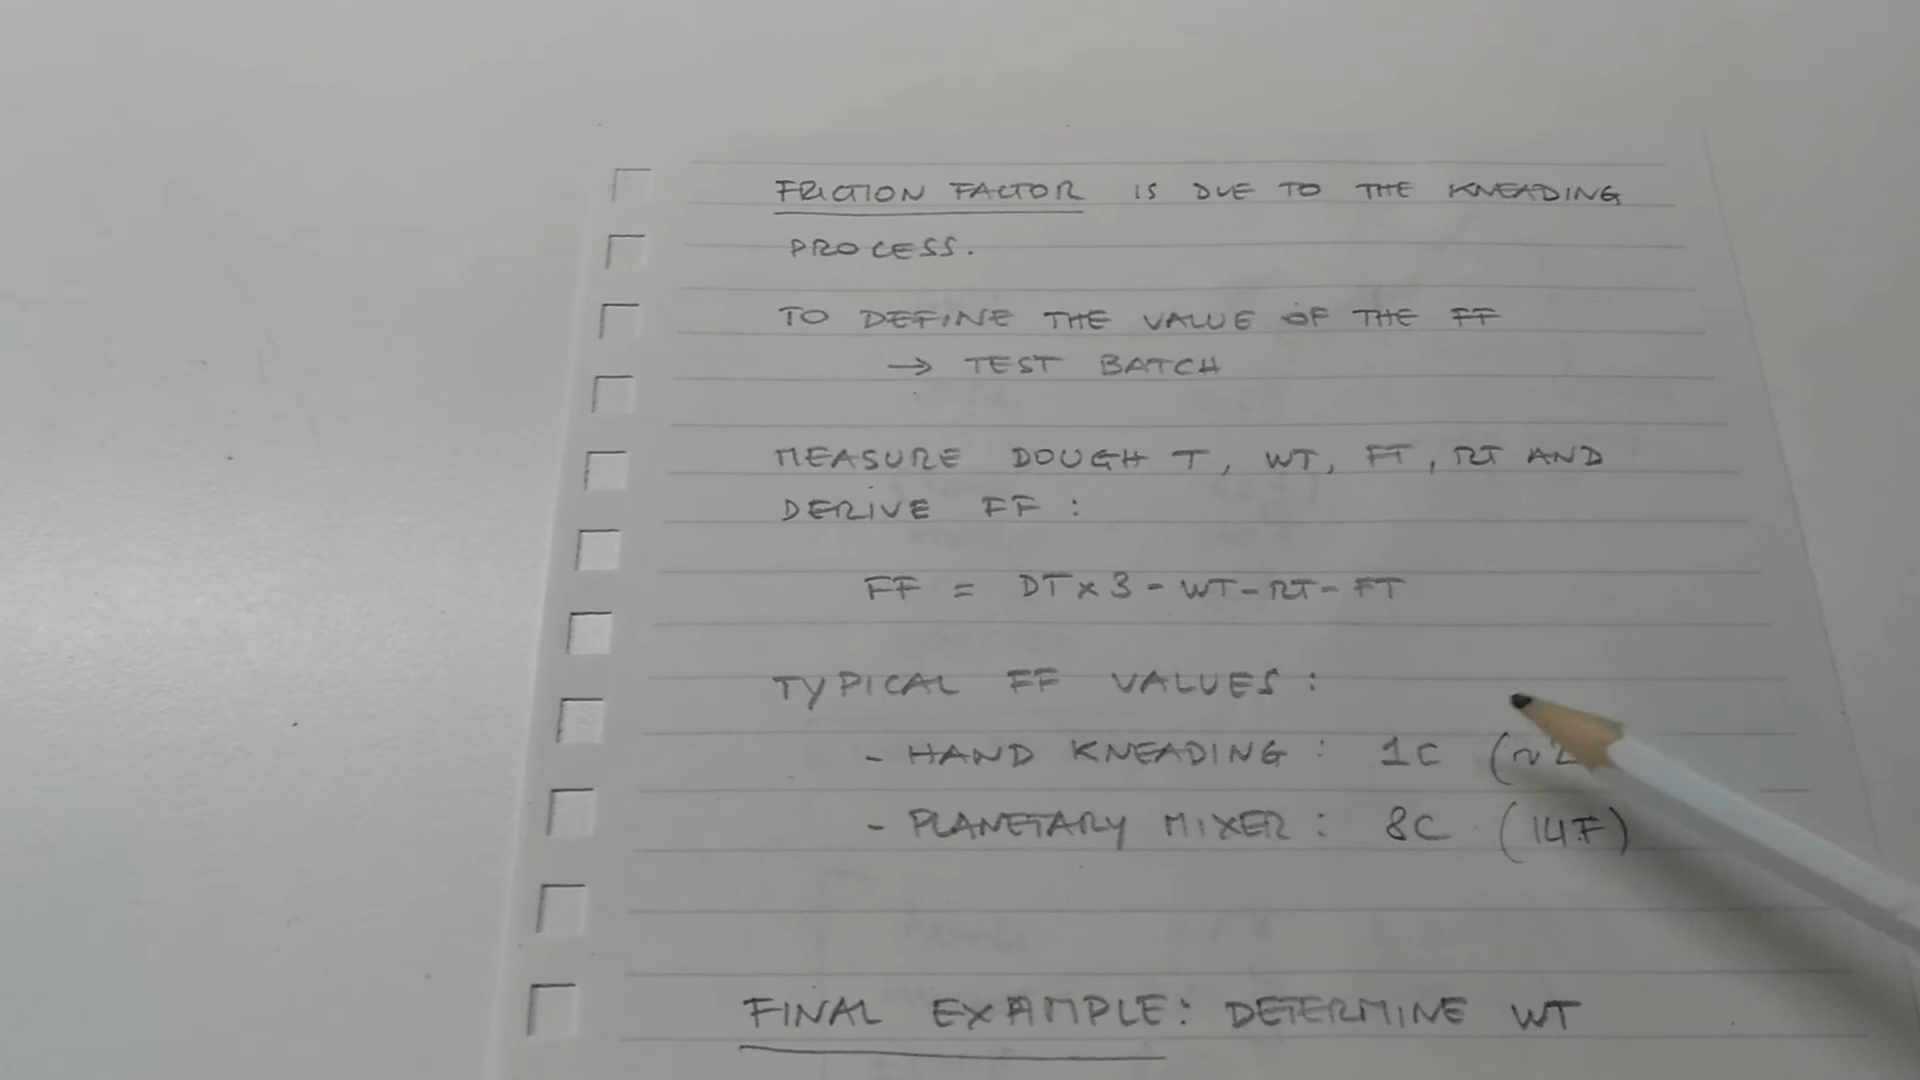 FRICTION FACTOR IS DUE TO THE KNEADING
PROCESS.
TO DEFINE THE VALUE OF THE FF
→ TEST BATCH
MEASURE DOUGH T, WT, FT, RT AND
DERIVE FF :
FF = DT x 3 - WT - RT - FT
TYPICAL FF VALUES :
- HAND KNEADING : 1C (~2
- PLANETARY MIXER : 8C (14F)
FINAL EXAMPLE: DETERMINE WT